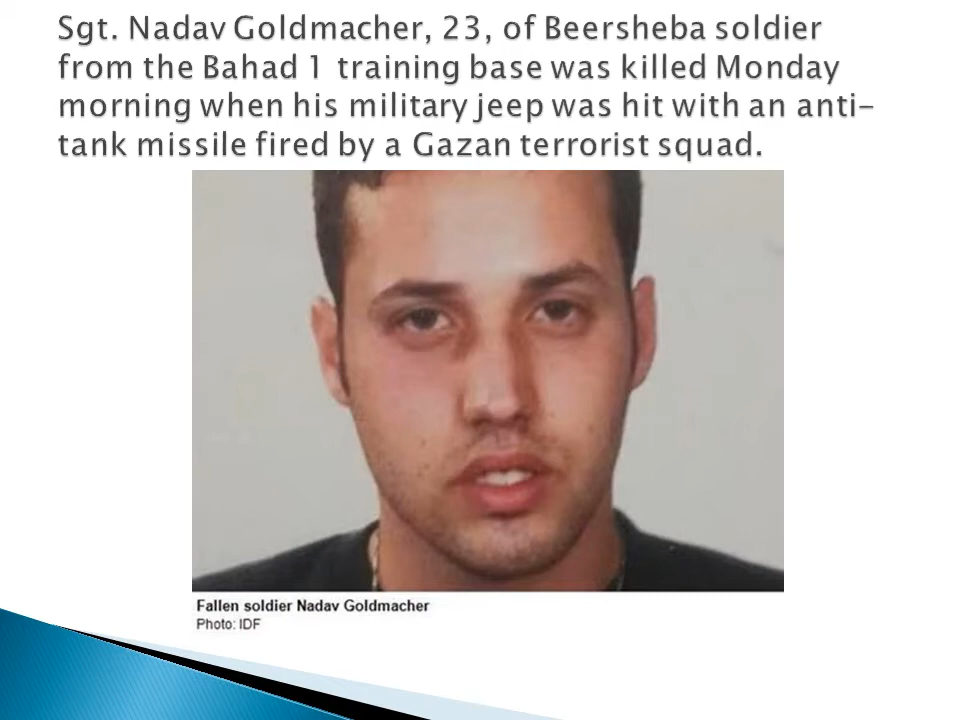 Sgt. Nadav Goldmacher, 23, of Beersheba soldier
from the Bahad 1 training base was killed Monday
morning when his military jeep was hit with an anti-
tank missile fired by a Gazan terrorist squad.
Fallen soldier Nadav Goldmacher
Photo: IDF